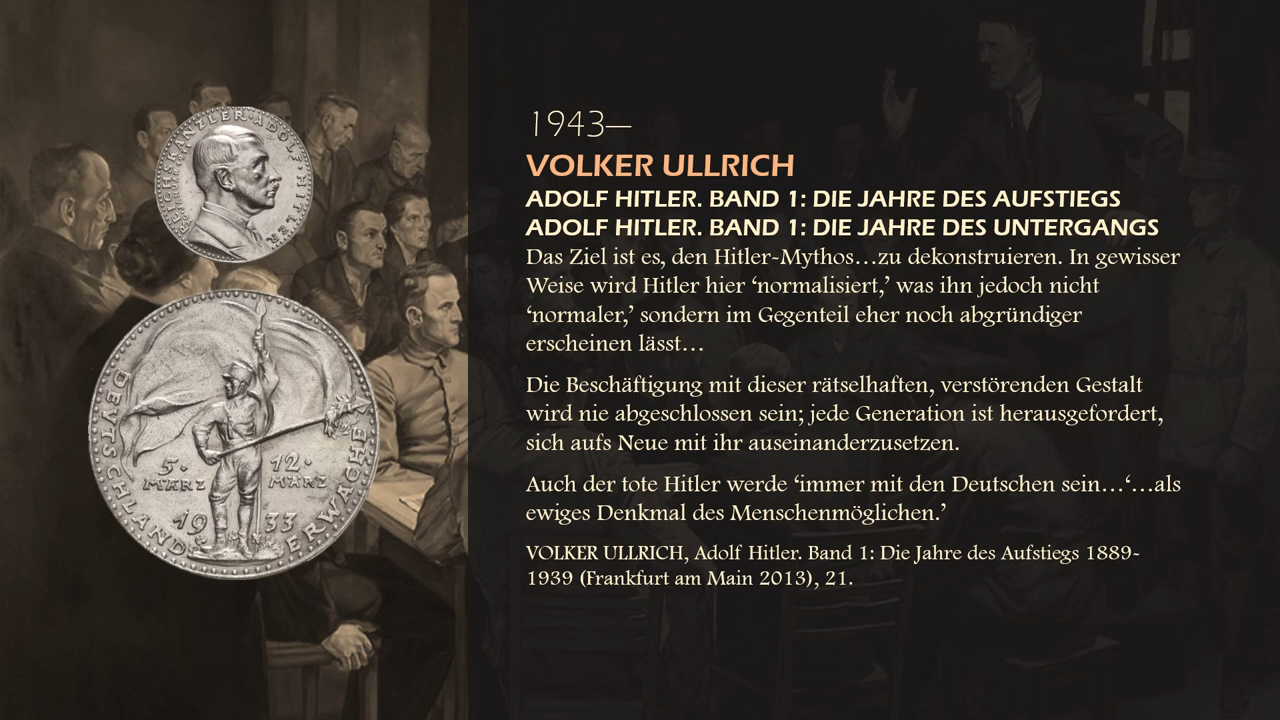 REICHSKANZLER·ADOLF·HITLER
DEVTSCHLAND ERWACHE
5· 12·
MÄRZ MÄRZ
19 33
1943—
VOLKER ULLRICH
ADOLF HITLER. BAND 1: DIE JAHRE DES AUFSTIEGS
ADOLF HITLER. BAND 1: DIE JAHRE DES UNTERGANGS
Das Ziel ist es, den Hitler-Mythos…zu dekonstruieren. In gewisser
Weise wird Hitler hier ‘normalisiert,’ was ihn jedoch nicht
‘normaler,’ sondern im Gegenteil eher noch abgründiger
erscheinen lässt…
Die Beschäftigung mit dieser rätselhaften, verstörenden Gestalt
wird nie abgeschlossen sein; jede Generation ist herausgefordert,
sich aufs Neue mit ihr auseinanderzusetzen.
Auch der tote Hitler werde ‘immer mit den Deutschen sein…‘…als
ewiges Denkmal des Menschenmöglichen.’
VOLKER ULLRICH, Adolf Hitler. Band 1: Die Jahre des Aufstiegs 1889-
1939 (Frankfurt am Main 2013), 21.